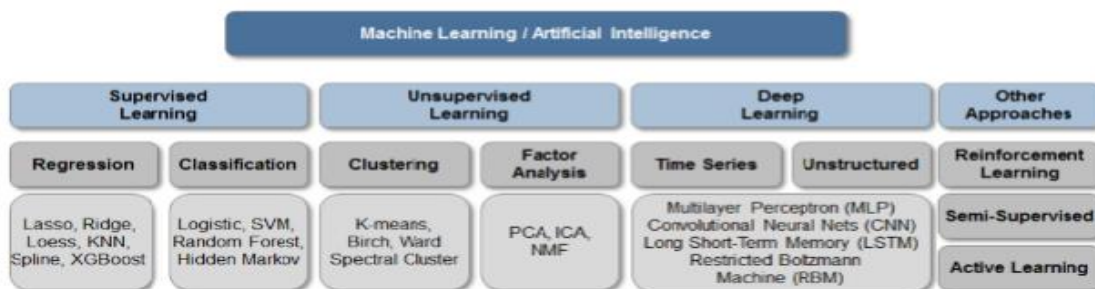 Machine Learning / Artificial Intelligence
Supervised
Learning
Unsupervised
Learning
Deep
Learning
Other
Approaches
Regression
Classification
Clustering
Factor
Analysis
Time Series
Unstructured
Reinforcement
Learning
Lasso, Ridge,
Loess, KNN,
Spline, XGBoost
Logistic, SVM,
Random Forest,
Hidden Markov
K-means,
Birch, Ward
Spectral Cluster
PCA, ICA,
NMF
Multilayer Perceptron (MLP)
Convolutional Neural Nets (CNN)
Long Short-Term Memory (LSTM)
Restricted Boltzmann
Machine (RBM)
Semi-Supervised
Active Learning